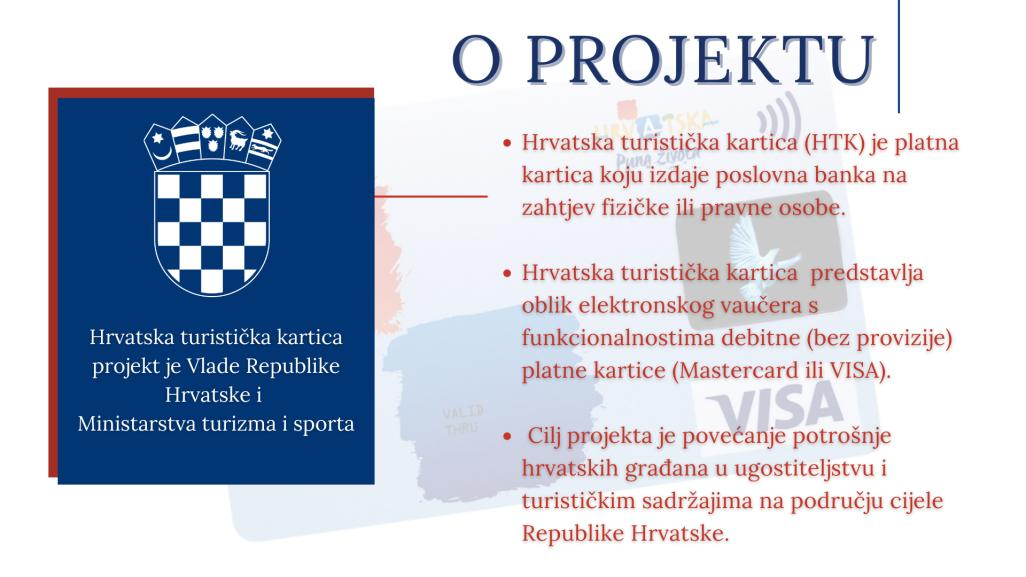 O PROJEKTU
Hrvatska turistička kartica
projekt je Vlade Republike
Hrvatske i
Ministarstva turizma i sporta
• Hrvatska turistička kartica (HTK) je platna
kartica koju izdaje poslovna banka na
zahtjev fizičke ili pravne osobe.
• Hrvatska turistička kartica predstavlja
oblik elektronskog vaučera s
funkcionalnostima debitne (bez provizije)
platne kartice (Mastercard ili VISA).
• Cilj projekta je povećanje potrošnje
hrvatskih građana u ugostiteljstvu i
turističkim sadržajima na području cijele
Republike Hrvatske.
HRVATSKA
Puna života
VALID
THRU
VISA